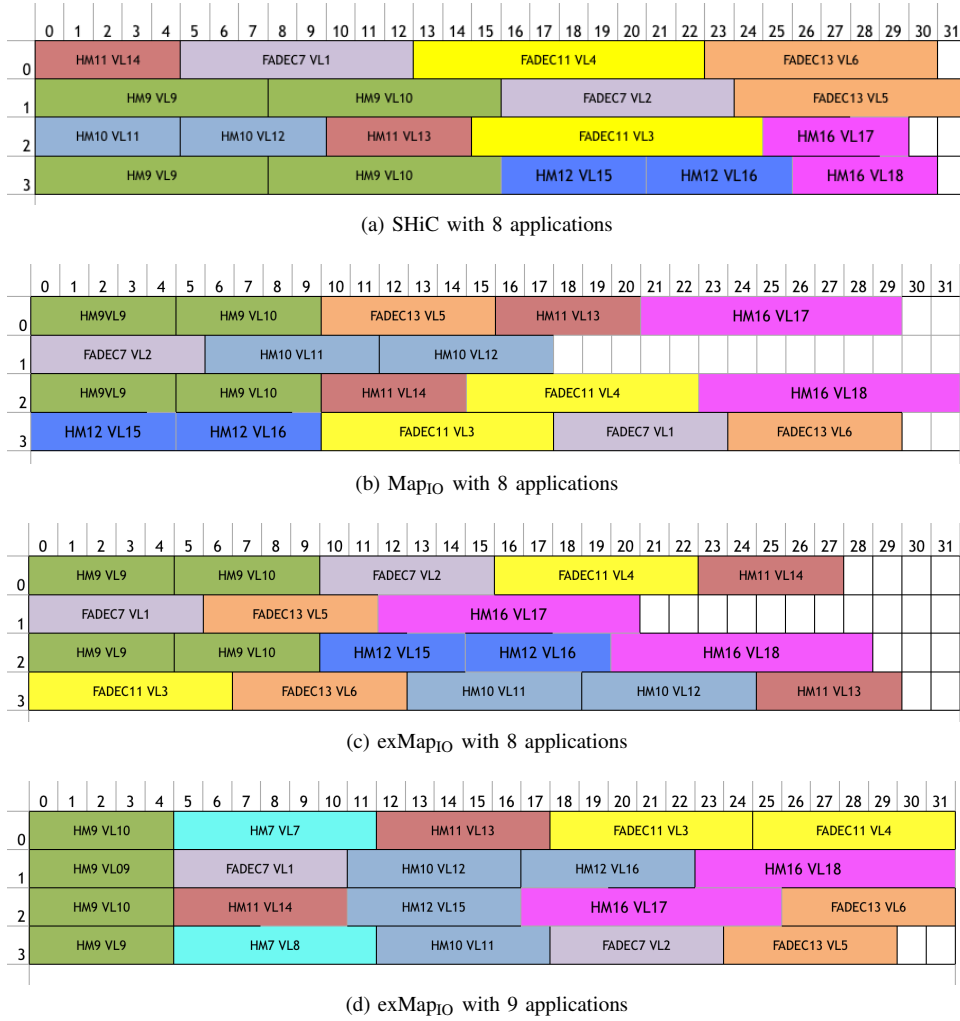 0 1 2 3 4 5 6 7 8 9 10 11 12 13 14 15 16 17 18 19 20 21 22 23 24 25 26 27 28 29 30 31
0 HM11 VL14 FADEC7 VL1 FADEC11 VL4 FADEC13 VL6
1 HM9 VL9 HM9 VL10 FADEC7 VL2 FADEC13 VL5
2 HM10 VL11 HM10 VL12 HM11 VL13 FADEC11 VL3 HM16 VL17
3 HM9 VL9 HM9 VL10 HM12 VL15 HM12 VL16 HM16 VL18
(a) SHiC with 8 applications
0 1 2 3 4 5 6 7 8 9 10 11 12 13 14 15 16 17 18 19 20 21 22 23 24 25 26 27 28 29 30 31
0 HM9VL9 HM9 VL10 FADEC13 VL5 HM11 VL13 HM16 VL17
1 FADEC7 VL2 HM10 VL11 HM10 VL12
2 HM9VL9 HM9 VL10 HM11 VL14 FADEC11 VL4 HM16 VL18
3 HM12 VL15 HM12 VL16 FADEC11 VL3 FADEC7 VL1 FADEC13 VL6
(b) MapIO with 8 applications
0 1 2 3 4 5 6 7 8 9 10 11 12 13 14 15 16 17 18 19 20 21 22 23 24 25 26 27 28 29 30 31
0 HM9 VL9 HM9 VL10 FADEC7 VL2 FADEC11 VL4 HM11 VL14
1 FADEC7 VL1 FADEC13 VL5 HM16 VL17
2 HM9 VL9 HM9 VL10 HM12 VL15 HM12 VL16 HM16 VL18
3 FADEC11 VL3 FADEC13 VL6 HM10 VL11 HM10 VL12 HM11 VL13
(c) exMapIO with 8 applications
0 1 2 3 4 5 6 7 8 9 10 11 12 13 14 15 16 17 18 19 20 21 22 23 24 25 26 27 28 29 30 31
0 HM9 VL10 HM7 VL7 HM11 VL13 FADEC11 VL3 FADEC11 VL4
1 HM9 VL09 FADEC7 VL1 HM10 VL12 HM12 VL16 HM16 VL18
2 HM9 VL10 HM11 VL14 HM12 VL15 HM16 VL17 FADEC13 VL6
3 HM9 VL9 HM7 VL8 HM10 VL11 FADEC7 VL2 FADEC13 VL5
(d) exMapIO with 9 applications